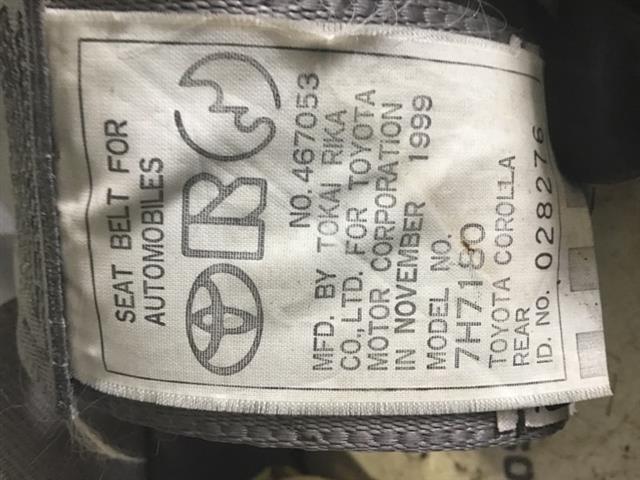 SEAT BELT FOR
AUTOMOBILES
R
NO. 467053
MFD. BY TOKAI RIKA
CO., LTD. FOR TOYOTA
MOTOR CORPORATION
IN NOVEMBER 1999
MODEL NO.
7H7180
TOYOTA COROLLA
REAR
ID. NO. 028276